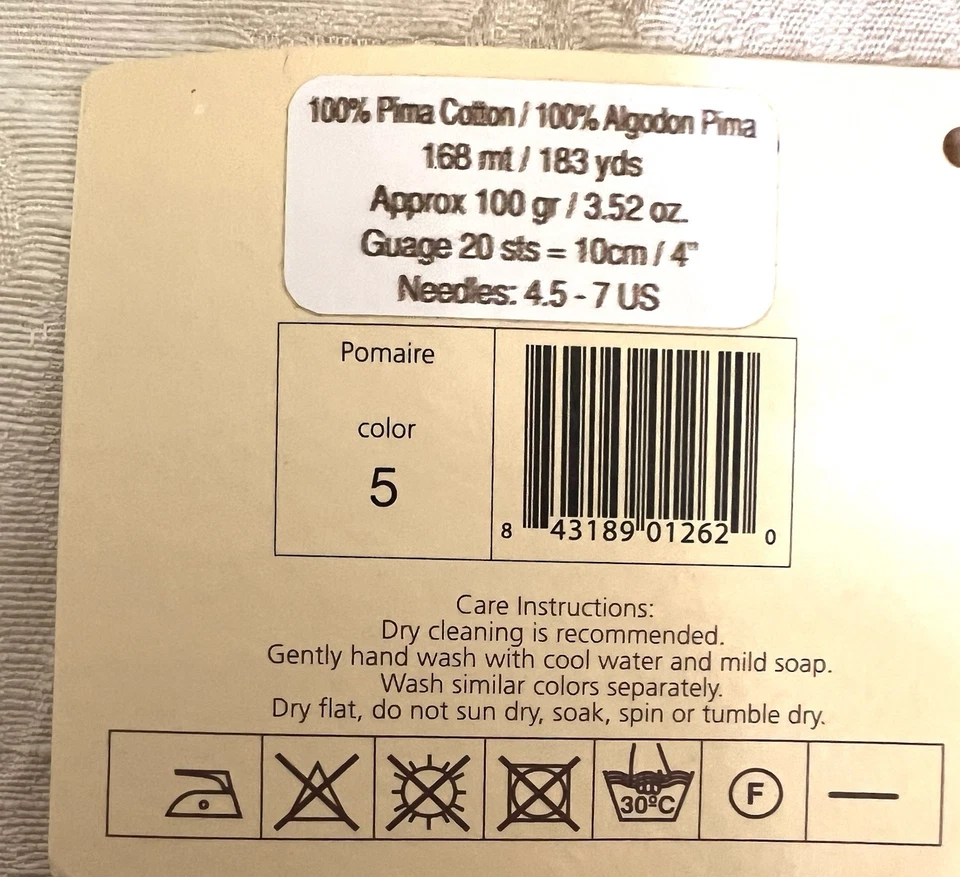 100% Pima Cotton / 100% Algodon Pima
168 mt / 183 yds
Approx 100 gr / 3.52 oz.
Guage 20 sts = 10cm / 4"
Needles: 4.5 - 7 US
Pomaire
color
5
8 43189 01262 0
Care Instructions:
Dry cleaning is recommended.
Gently hand wash with cool water and mild soap.
Wash similar colors separately.
Dry flat, do not sun dry, soak, spin or tumble dry.
30ºC F